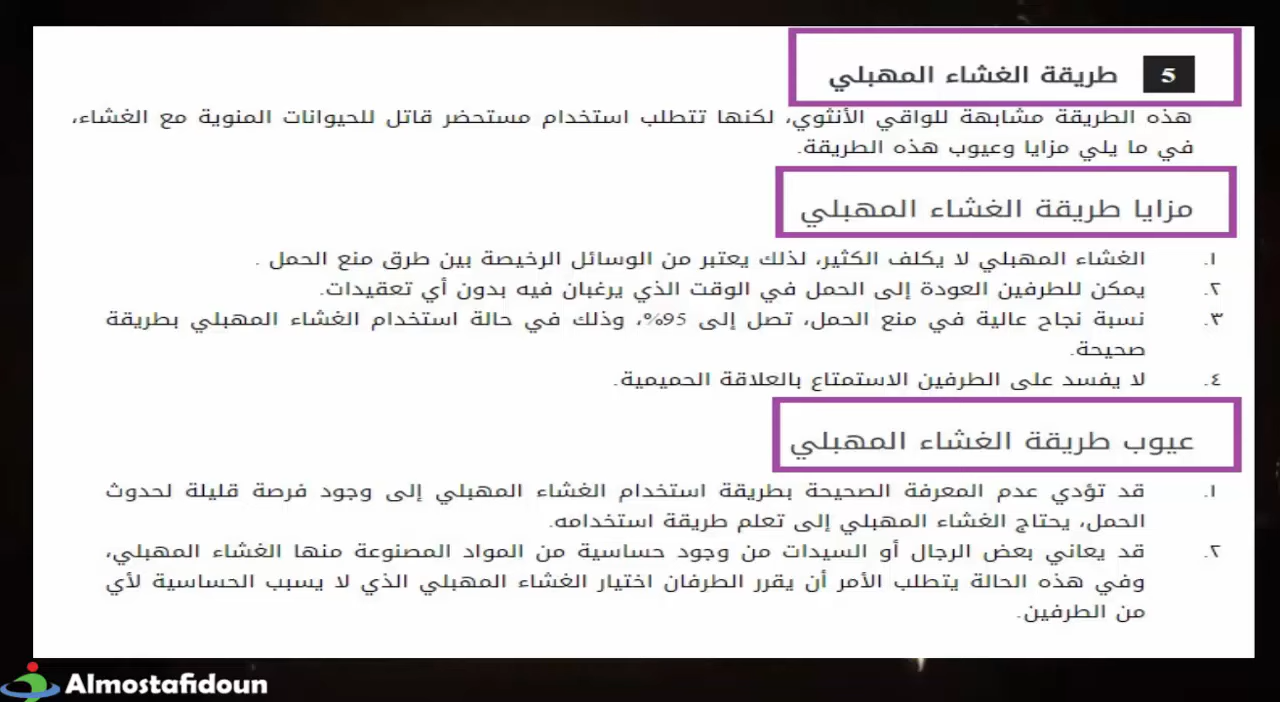 5 طريقة الغشاء المهبلي
هذه الطريقة مشابهة للواقي الأنثوي، لكنها تتطلب استخدام مستحضر قاتل للحيوانات المنوية مع الغشاء،
في ما يلي مزايا وعيوب هذه الطريقة.
مزايا طريقة الغشاء المهبلي
١. الغشاء المهبلي لا يكلف الكثير، لذلك يعتبر من الوسائل الرخيصة بين طرق منع الحمل .
٢. يمكن للطرفين العودة إلى الحمل في الوقت الذي يرغبان فيه بدون أي تعقيدات.
٣. نسبة نجاح عالية في منع الحمل، تصل إلى 95%، وذلك في حالة استخدام الغشاء المهبلي بطريقة
صحيحة.
٤. لا يفسد على الطرفين الاستمتاع بالعلاقة الحميمية.
عيوب طريقة الغشاء المهبلي
١. قد تؤدي عدم المعرفة الصحيحة بطريقة استخدام الغشاء المهبلي إلى وجود فرصة قليلة لحدوث
الحمل، يحتاج الغشاء المهبلي إلى تعلم طريقة استخدامه.
٢. قد يعاني بعض الرجال أو السيدات من وجود حساسية من المواد المصنوعة منها الغشاء المهبلي،
وفي هذه الحالة يتطلب الأمر أن يقرر الطرفان اختيار الغشاء المهبلي الذي لا يسبب الحساسية لأي
من الطرفين.
Almostafidoun